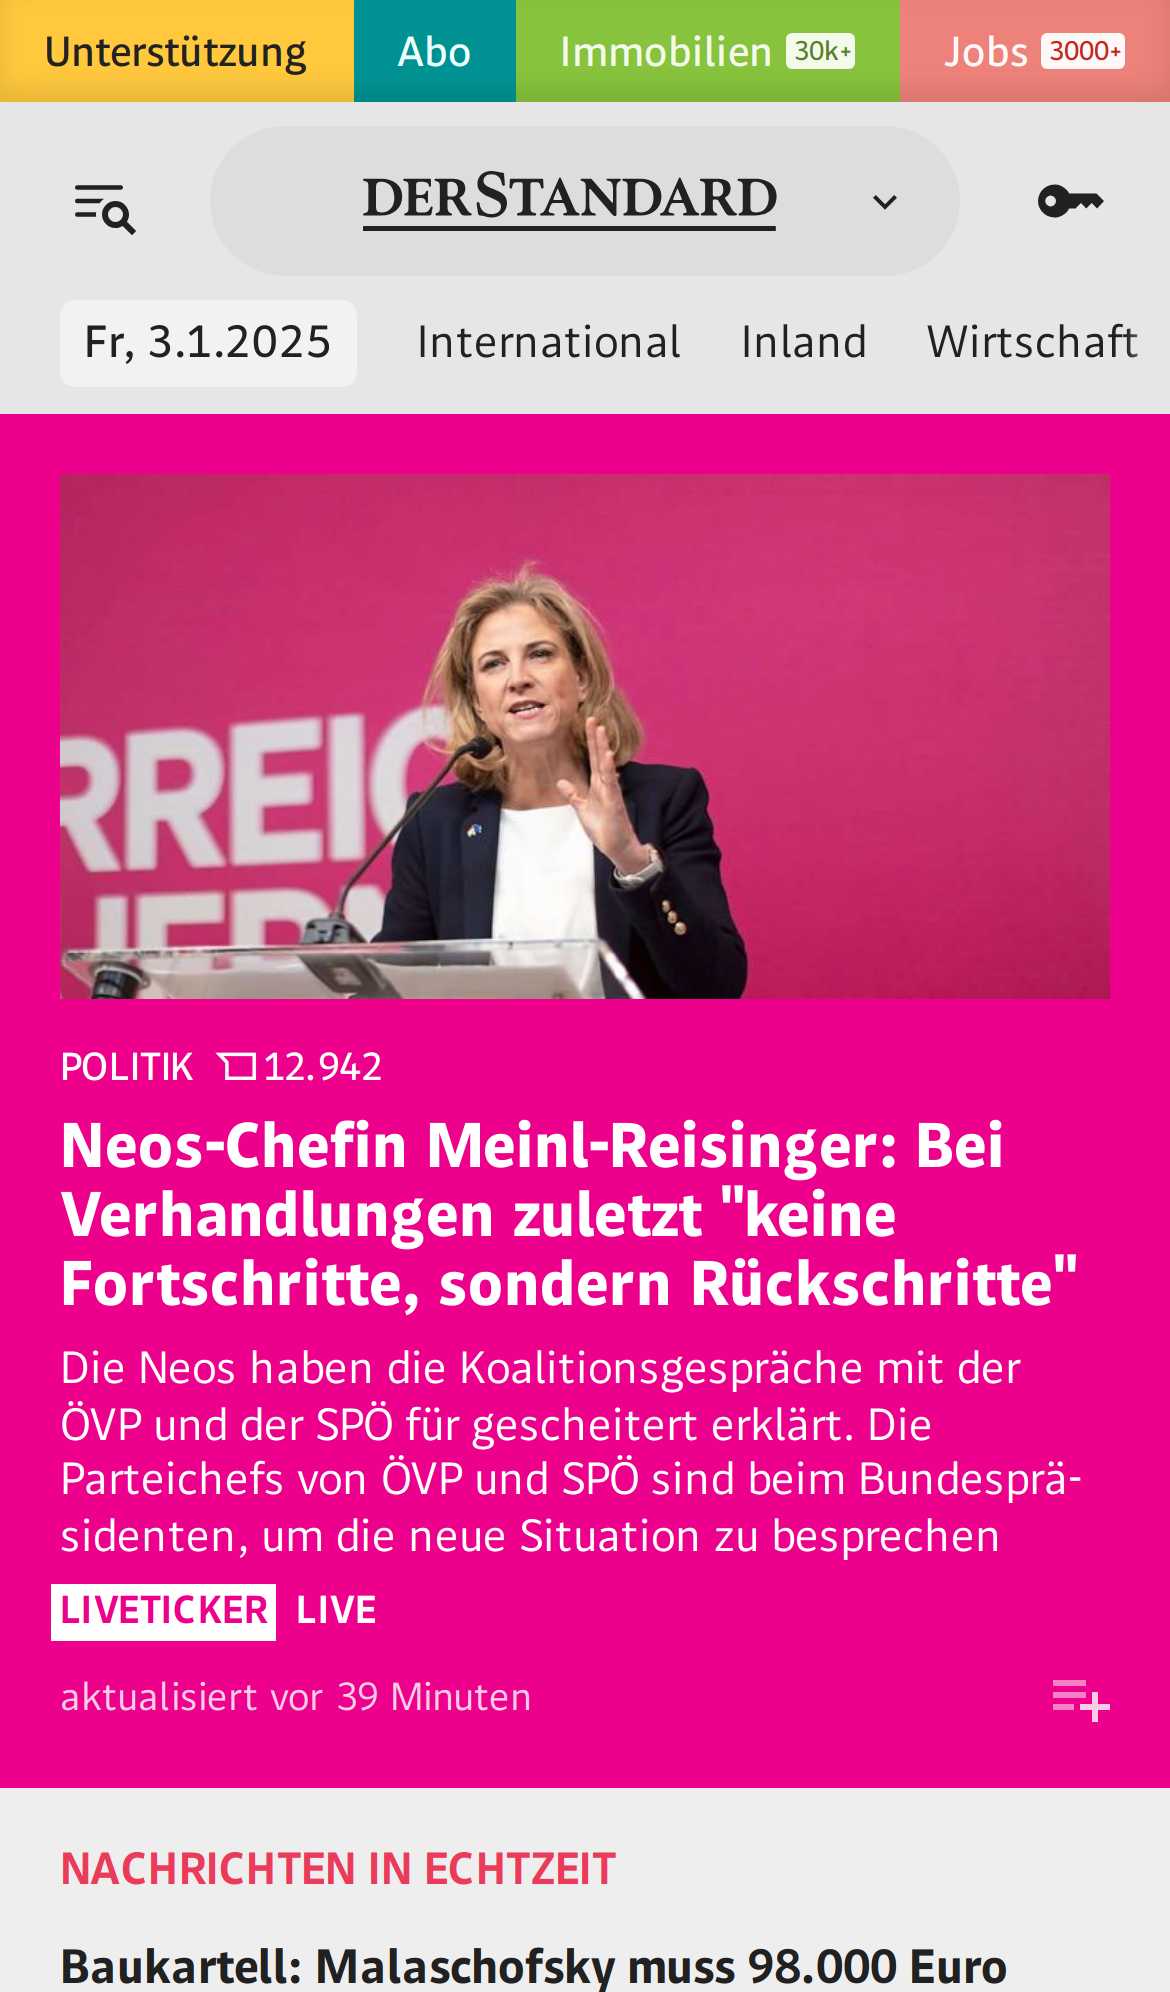 Unterstützung
Abo
Immobilien 30k+
Jobs 3000+
DERSTANDARD
Fr, 3.1.2025
International
Inland
Wirtschaft
RREIC
POLITIK 12.942
Neos-Chefin Meinl-Reisinger: Bei
Verhandlungen zuletzt "keine
Fortschritte, sondern Rückschritte"
Die Neos haben die Koalitionsgespräche mit der
ÖVP und der SPÖ für gescheitert erklärt. Die
Parteichefs von ÖVP und SPÖ sind beim Bundesprä-
sidenten, um die neue Situation zu besprechen
LIVETICKER LIVE
aktualisiert vor 39 Minuten
NACHRICHTEN IN ECHTZEIT
Baukartell: Malaschofsky muss 98.000 Euro